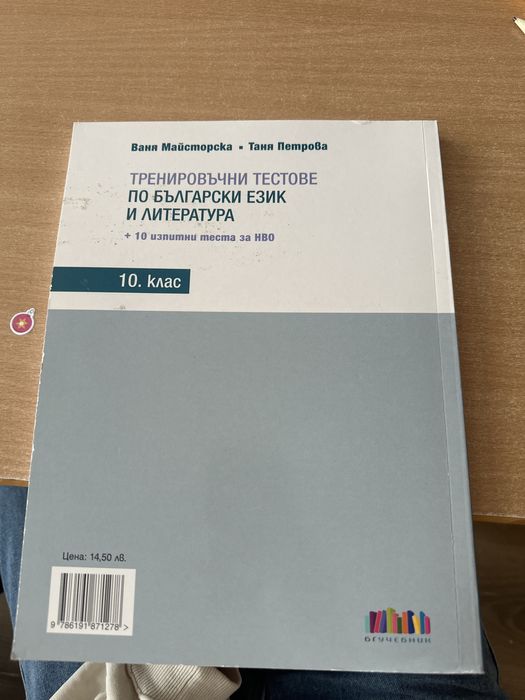 Ваня Майсторска ▪ Таня Петрова
ТРЕНИРОВЪЧНИ ТЕСТОВЕ
ПО БЪЛГАРСКИ ЕЗИК
И ЛИТЕРАТУРА
+ 10 изпитни теста за НВО
10. клас
Цена: 14,50 лв.
9 786191 871278 >
БГУЧЕБНИК